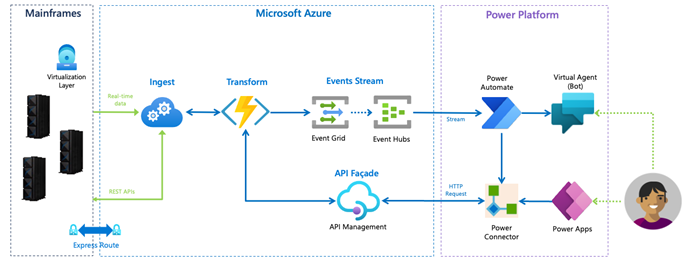 Mainframes
Microsoft Azure
Power Platform
Virtualization
Layer
Ingest
Transform
Events Stream
Power
Automate
Virtual Agent
(Bot)
Real-time
data
Event Grid
Event Hubs
Stream
API Façade
REST APIs
HTTP
Request
API Management
Power
Connector
Power Apps
Express Route